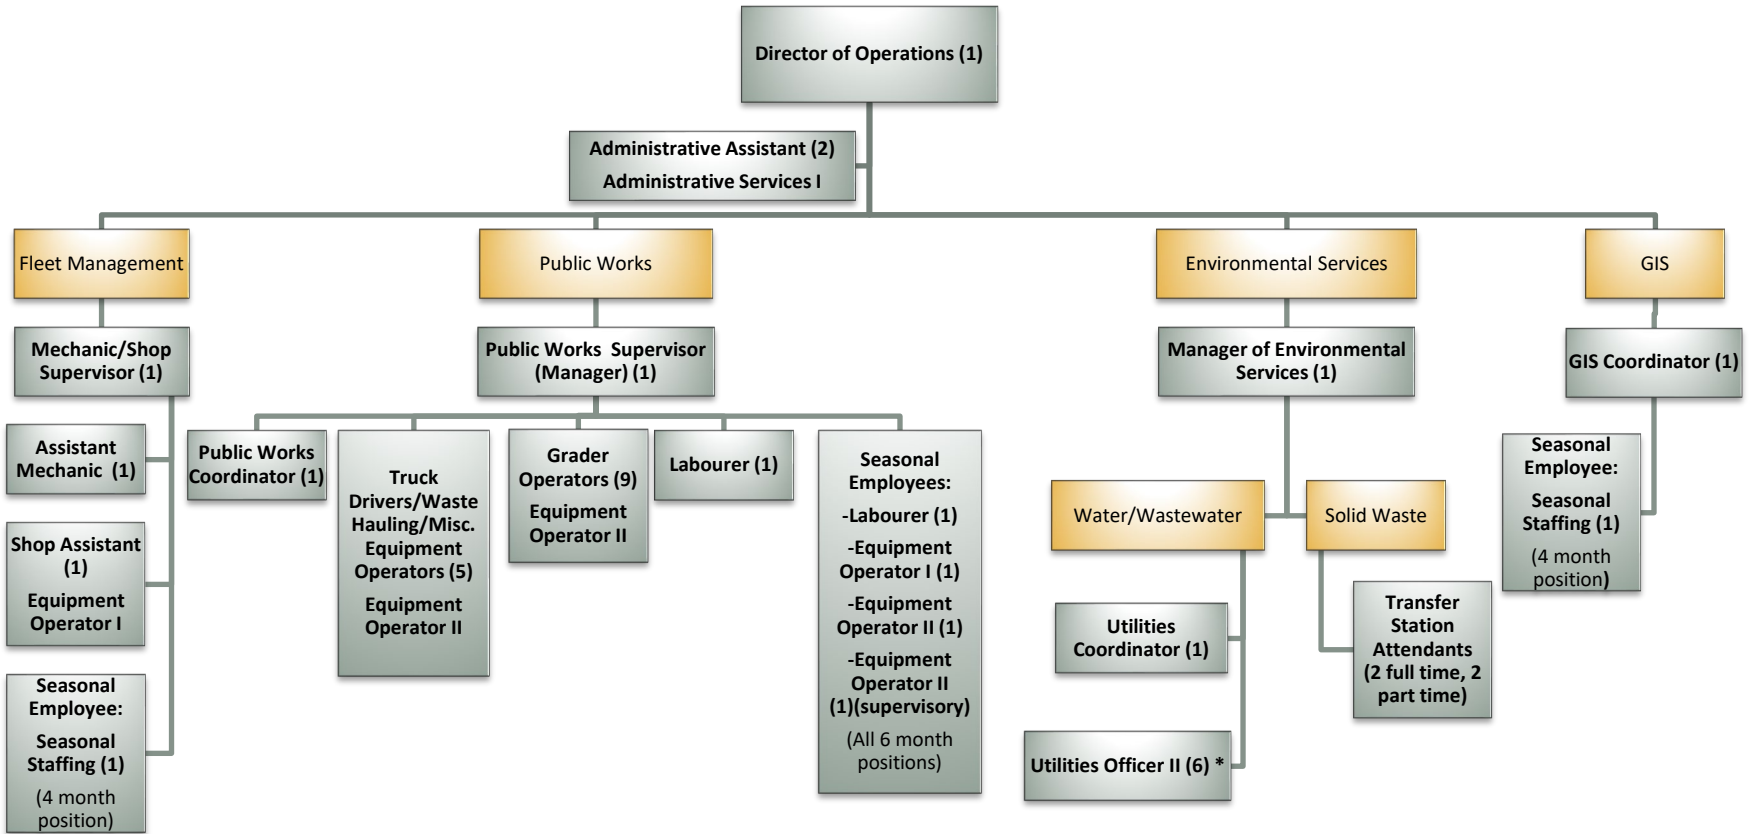 Director of Operations (1)
Administrative Assistant (2)
Administrative Services I
Fleet Management
Public Works
Environmental Services
GIS
Mechanic/Shop
Supervisor (1)
Public Works Supervisor
(Manager) (1)
Manager of Environmental
Services (1)
GIS Coordinator (1)
Assistant
Mechanic (1)
Shop Assistant
(1)
Equipment
Operator I
Seasonal
Employee:
Seasonal
Staffing (1)
(4 month
position)
Public Works
Coordinator (1)
Truck
Drivers/Waste
Hauling/Misc.
Equipment
Operators (5)
Equipment
Operator II
Grader
Operators (9)
Equipment
Operator II
Labourer (1)
Seasonal
Employees:
-Labourer (1)
-Equipment
Operator I (1)
-Equipment
Operator II (1)
-Equipment
Operator II
(1)(supervisory)
(All 6 month
positions)
Water/Wastewater
Solid Waste
Utilities
Coordinator (1)
Utilities Officer II (6) *
Transfer
Station
Attendants
(2 full time, 2
part time)
Seasonal
Employee:
Seasonal
Staffing (1)
(4 month
position)